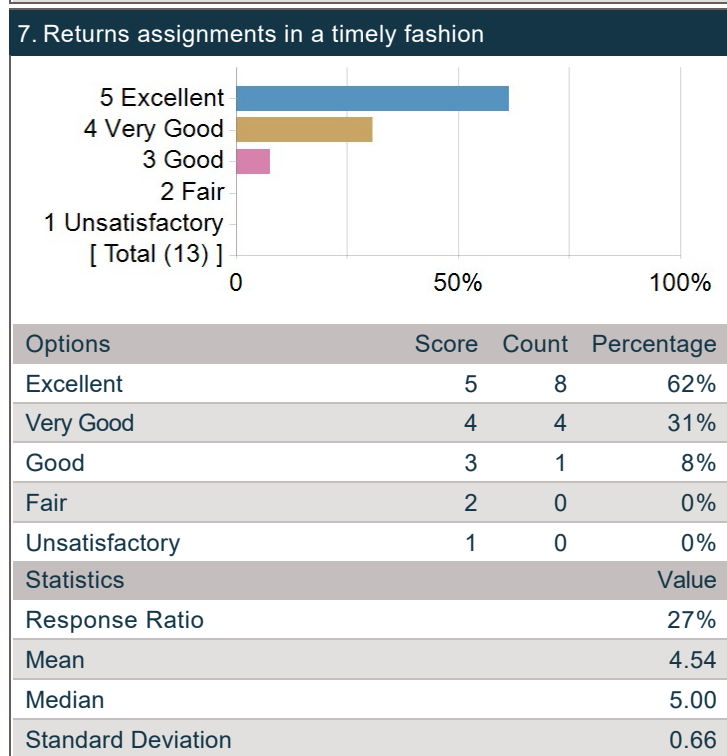 7. Returns assignments in a timely fashion
5 Excellent
4 Very Good
3 Good
2 Fair
1 Unsatisfactory
[ Total (13) ]
0 50% 100%
Options Score Count Percentage
Excellent 5 8 62%
Very Good 4 4 31%
Good 3 1 8%
Fair 2 0 0%
Unsatisfactory 1 0 0%
Statistics Value
Response Ratio 27%
Mean 4.54
Median 5.00
Standard Deviation 0.66